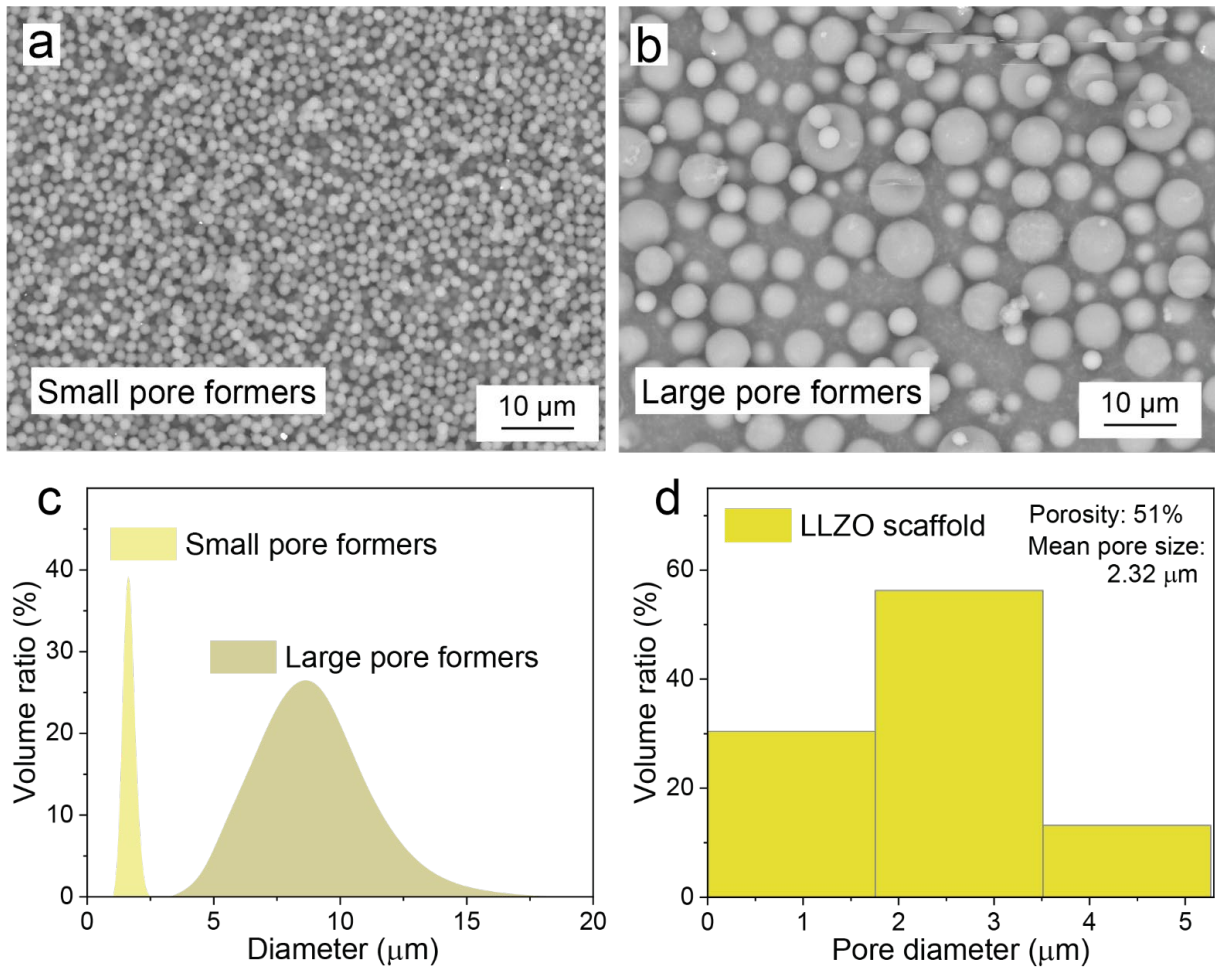 a
Small pore formers
10 µm
b
Large pore formers
10 µm
c
Small pore formers
Large pore formers
Volume ratio (%)
0
10
20
30
40
0
5
10
15
20
Diameter (µm)
d
LLZO scaffold
Porosity: 51%
Mean pore size:
2.32 µm
Volume ratio (%)
0
20
40
60
0
1
2
3
4
5
Pore diameter (µm)